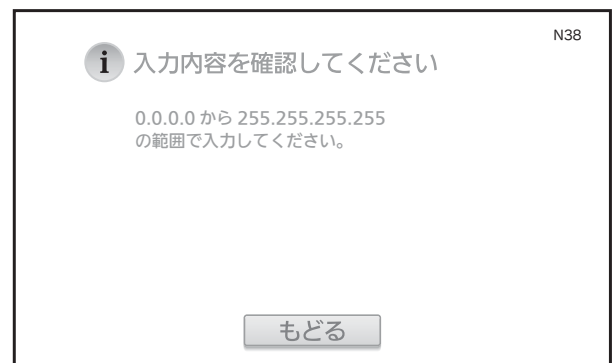 N38
i 入力内容を確認してください
0.0.0.0 から 255.255.255.255
の範囲で入力してください。
もどる